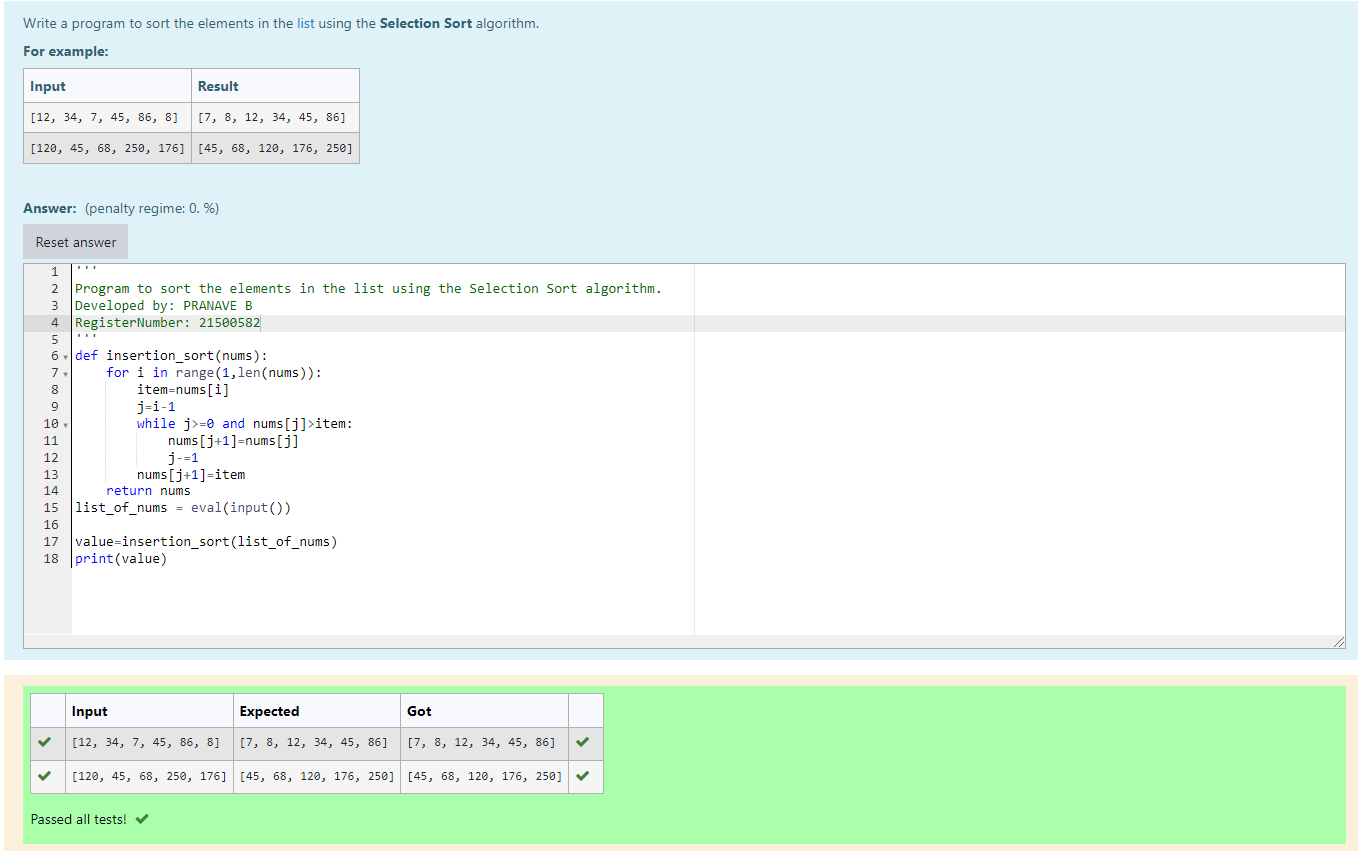 Write a program to sort the elements in the list using the Selection Sort algorithm.
For example:
Input Result
[12, 34, 7, 45, 86, 8] [7, 8, 12, 34, 45, 86]
[120, 45, 68, 250, 176] [45, 68, 120, 176, 250]
Answer: (penalty regime: 0. %)
Reset answer
1 '''
2 Program to sort the elements in the list using the Selection Sort algorithm.
3 Developed by: PRANAVE B
4 RegisterNumber: 21500582
5 '''
6 def insertion_sort(nums):
7     for i in range(1,len(nums)):
8         item=nums[i]
9         j=i-1
10         while j>=0 and nums[j]>item:
11             nums[j+1]=nums[j]
12             j-=1
13         nums[j+1]=item
14     return nums
15 list_of_nums = eval(input())
16
17 value=insertion_sort(list_of_nums)
18 print(value)
Input Expected Got
[12, 34, 7, 45, 86, 8] [7, 8, 12, 34, 45, 86] [7, 8, 12, 34, 45, 86]
[120, 45, 68, 250, 176] [45, 68, 120, 176, 250] [45, 68, 120, 176, 250]
Passed all tests!